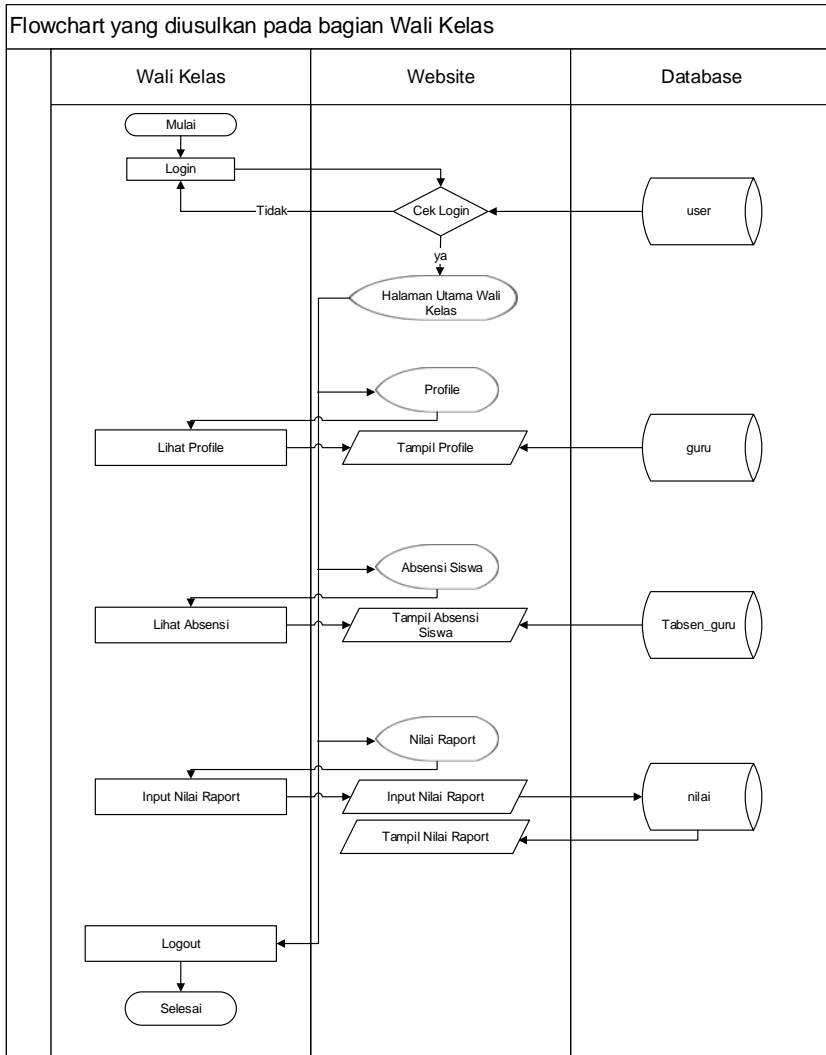 Flowchart yang diusulkan pada bagian Wali Kelas
Wali Kelas
Website
Database
Mulai
Login
Cek Login
Tidak
user
ya
Halaman Utama Wali
Kelas
Profile
Lihat Profile
Tampil Profile
guru
Absensi Siswa
Lihat Absensi
Tampil Absensi
Siswa
Tabsen_guru
Nilai Raport
Input Nilai Raport
Input Nilai Raport
nilai
Tampil Nilai Raport
Logout
Selesai